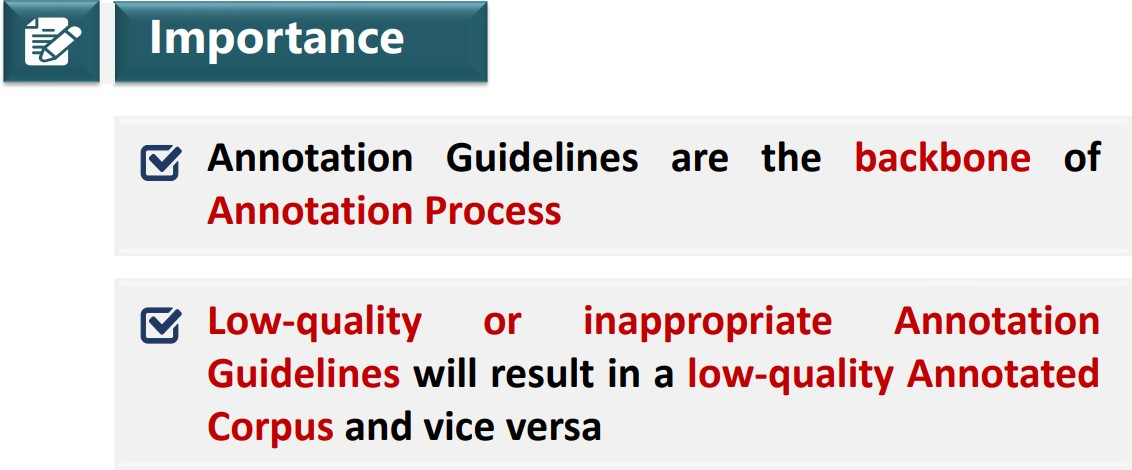 Importance
Annotation Guidelines are the backbone of
Annotation Process
Low-quality or inappropriate Annotation
Guidelines will result in a low-quality Annotated
Corpus and vice versa